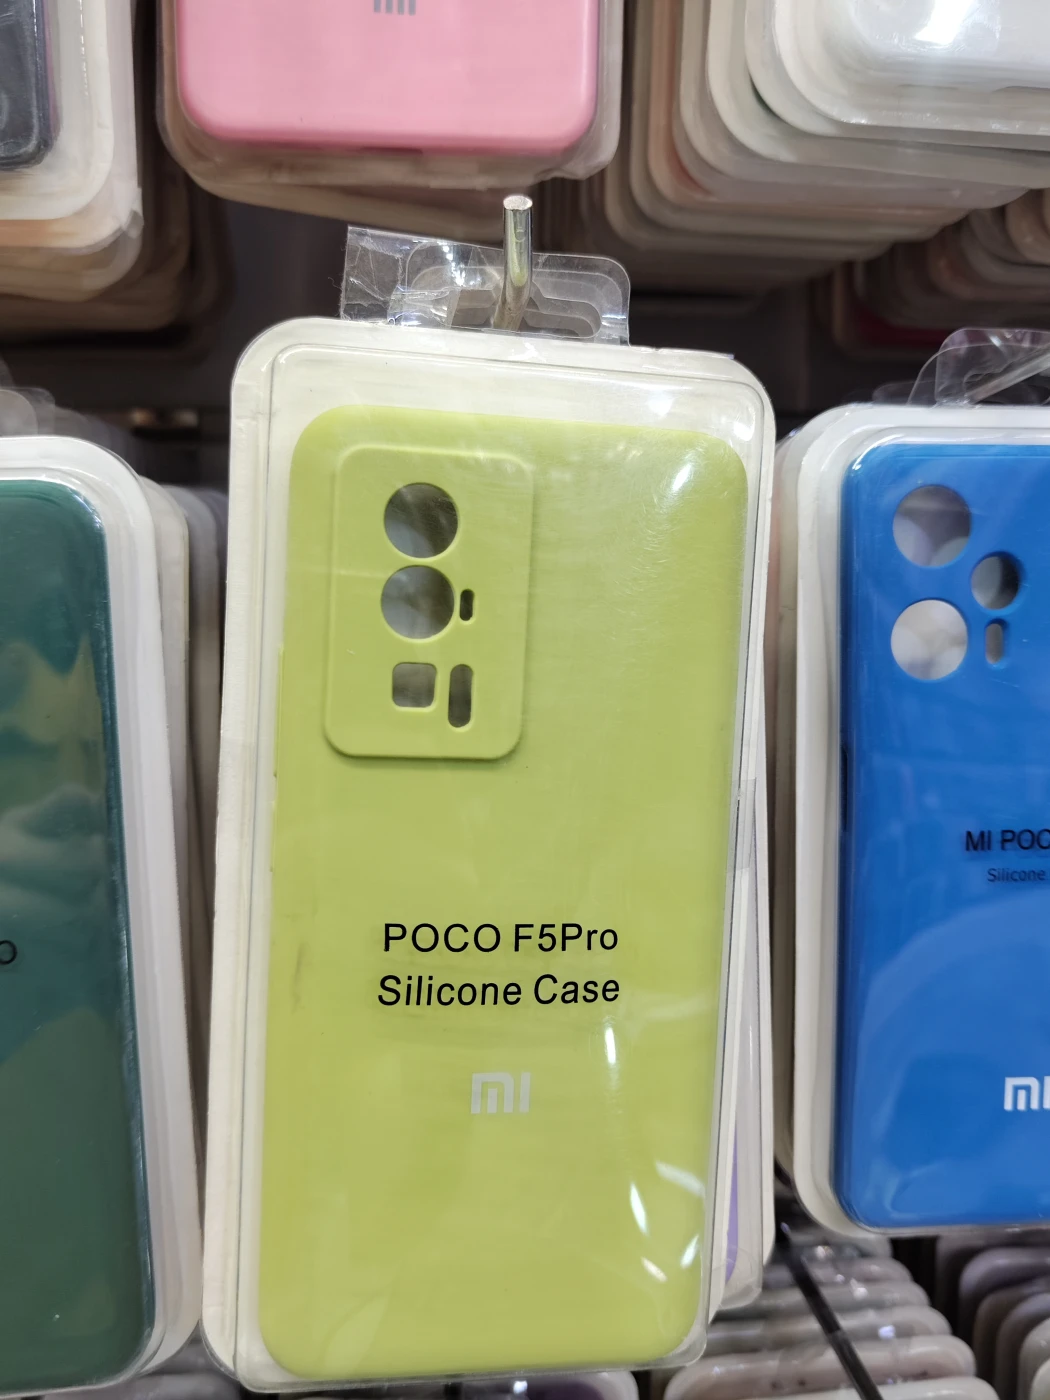 mi
POCO F5Pro
Silicone Case
mi
MI POC
Silicone
mi
O